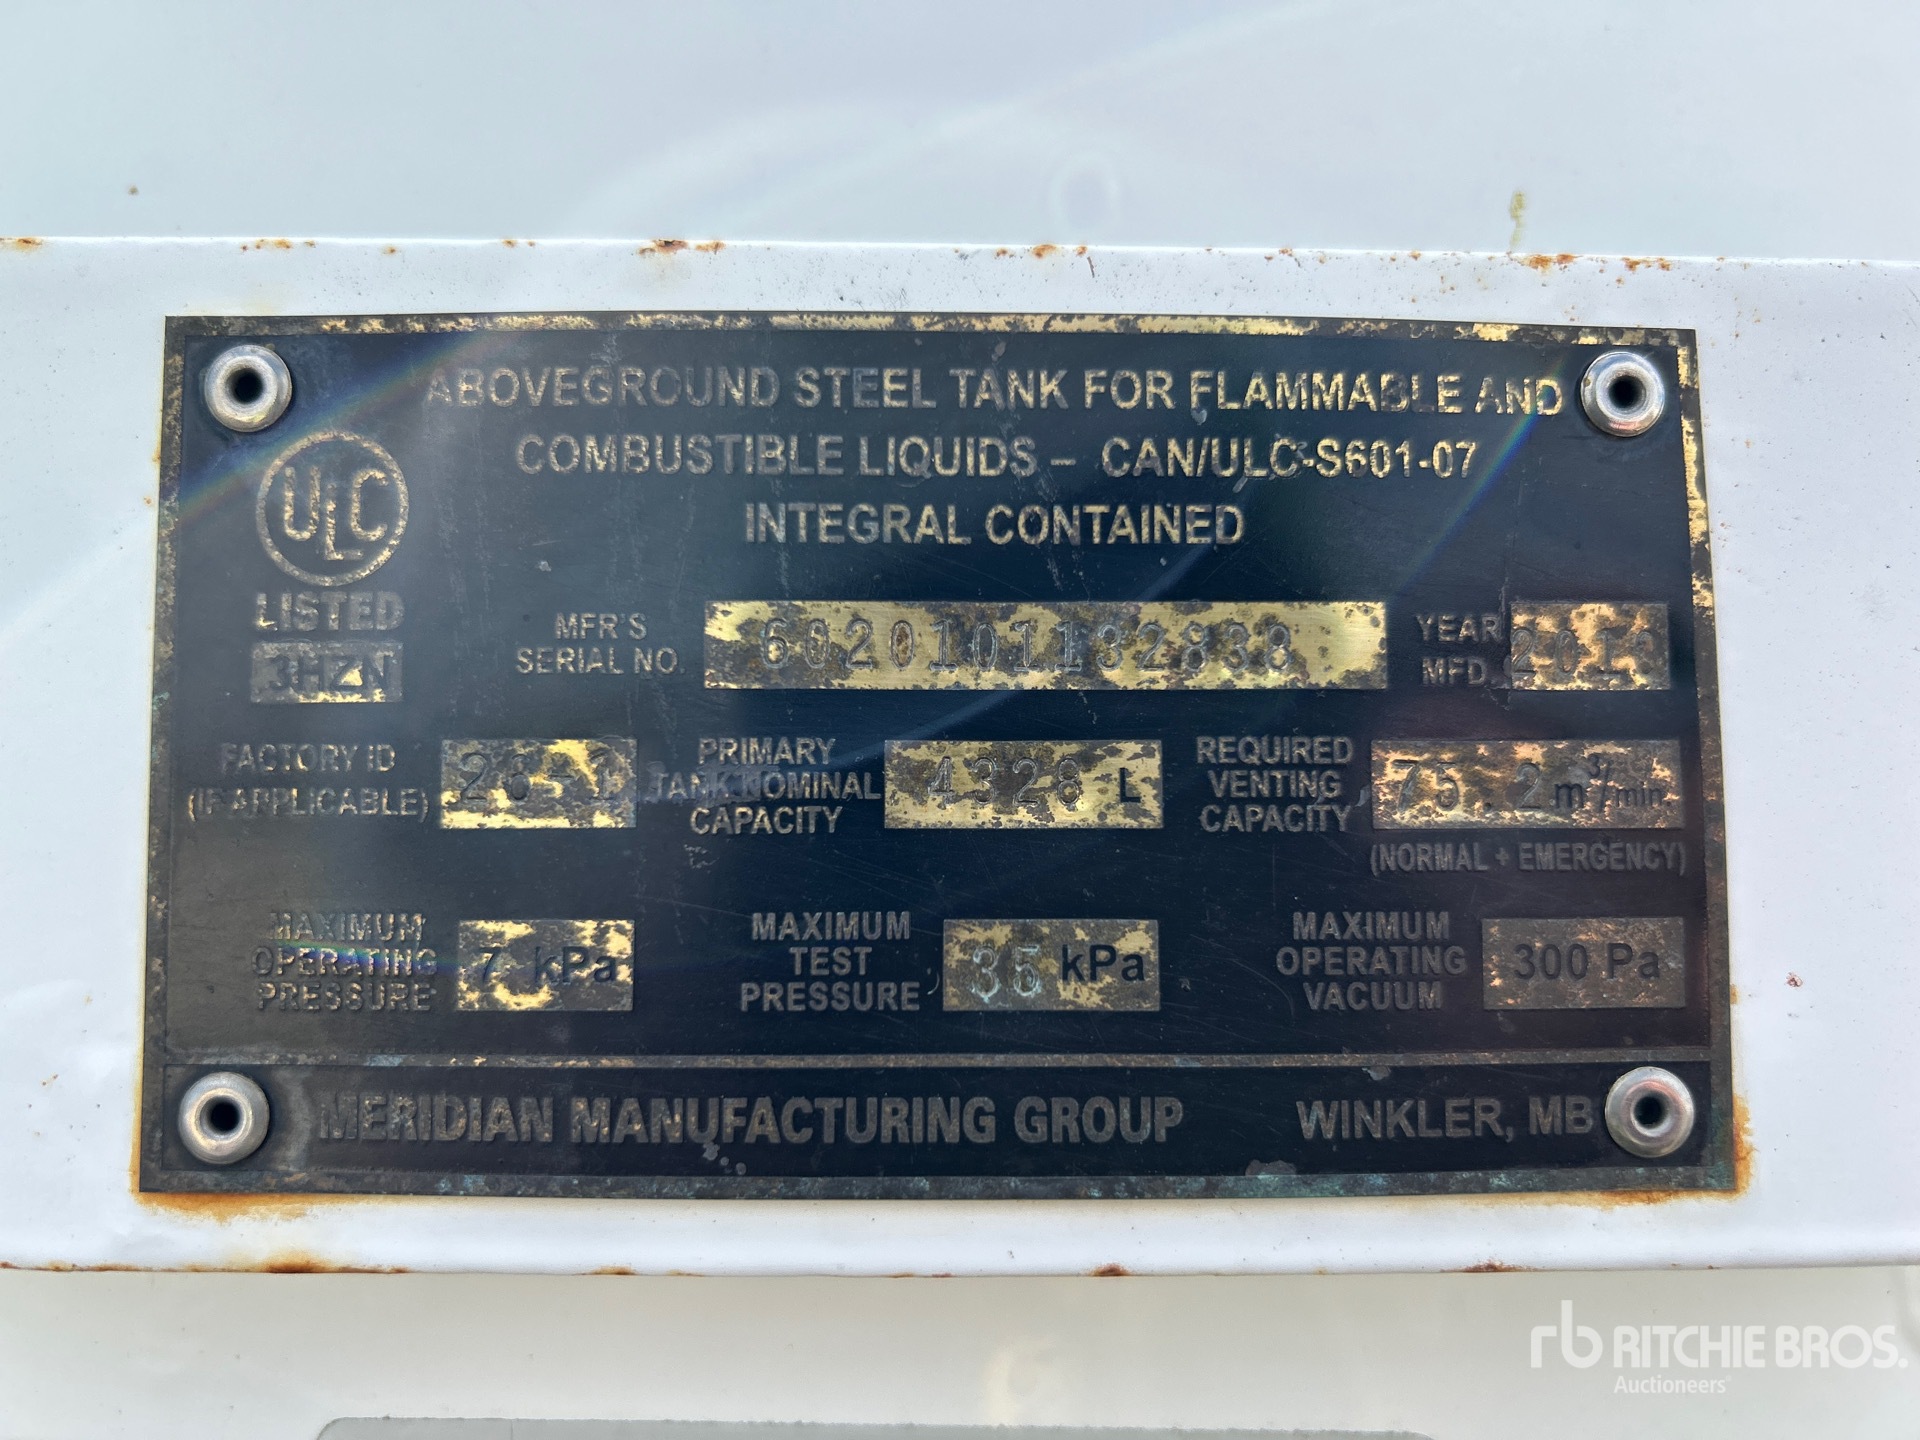 ABOVEGROUND STEEL TANK FOR FLAMMABLE AND
COMBUSTIBLE LIQUIDS – CAN/ULC-S601-07
INTEGRAL CONTAINED
ULC
LISTED
3HZN
MFR'S
SERIAL NO.
6020101132838
YEAR
MFD.
FACTORY ID
(IF APPLICABLE)
28-1
PRIMARY
TANK NOMINAL
CAPACITY
4328 L
REQUIRED
VENTING
CAPACITY
75.2 m³/min
(NORMAL + EMERGENCY)
MAXIMUM
OPERATING
PRESSURE
7 kPa
MAXIMUM
TEST
PRESSURE
35 kPa
MAXIMUM
OPERATING
VACUUM
300 Pa
MERIDIAN MANUFACTURING GROUP WINKLER, MB
rb RITCHIE BROS.
Auctioneers